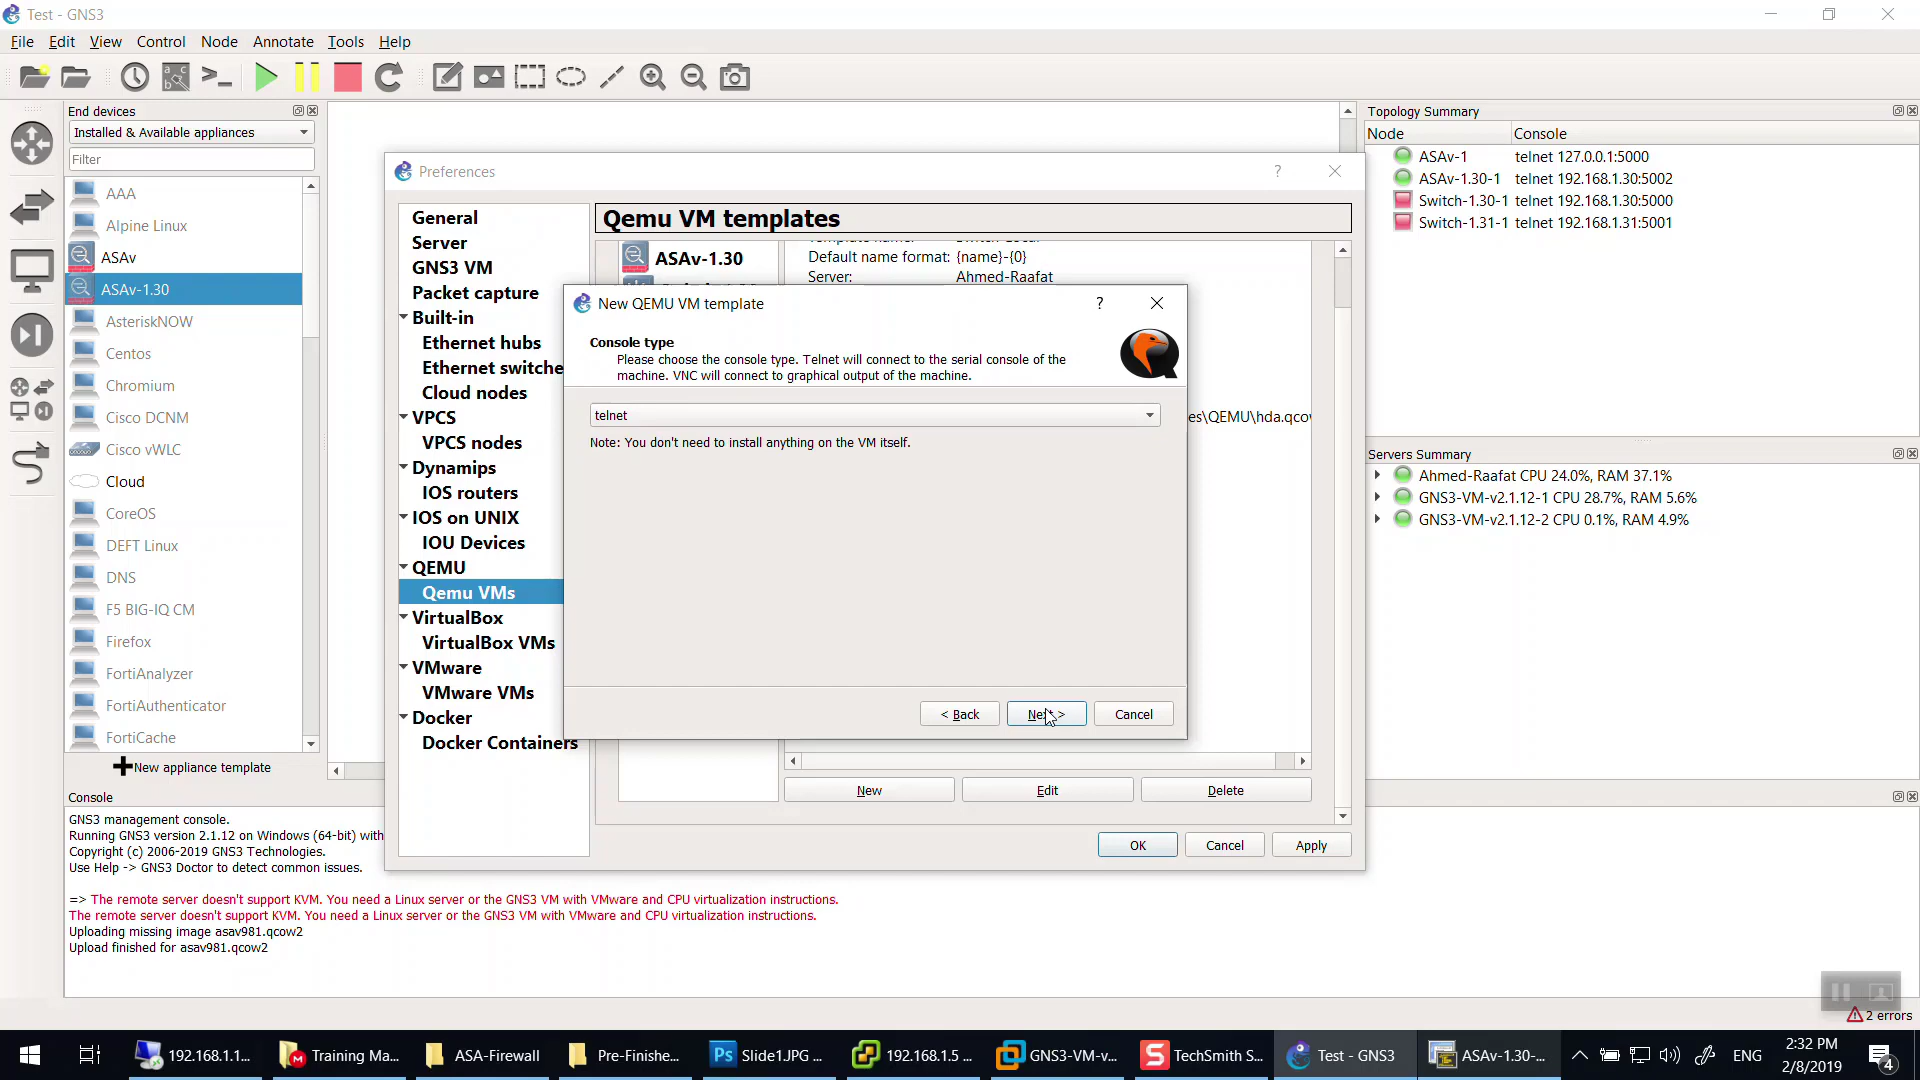 Test - GNS3
File Edit View Control Node Annotate Tools Help
End devices
Installed & Available appliances
Filter
AAA
Alpine Linux
ASAv
ASAv-1.30
AsteriskNOW
Centos
Chromium
Cisco DCNM
Cisco vWLC
Cloud
CoreOS
DEFT Linux
DNS
F5 BIG-IQ CM
Firefox
FortiAnalyzer
FortiAuthenticator
FortiCache
New appliance template
Preferences
General
Server
GNS3 VM
Packet capture
Built-in
Ethernet hubs
Ethernet switche
Cloud nodes
VPCS
VPCS nodes
Dynamips
IOS routers
IOS on UNIX
IOU Devices
QEMU
Qemu VMs
VirtualBox
VirtualBox VMs
VMware
VMware VMs
Docker
Docker Containers
Qemu VM templates
ASAv-1.30
Default name format: {name}-{0}
Server: Ahmed-Raafat
es\QEMU\hda.qco
New QEMU VM template
Console type
Please choose the console type. Telnet will connect to the serial console of the
machine. VNC will connect to graphical output of the machine.
telnet
Note: You don't need to install anything on the VM itself.
< Back Next > Cancel
New Edit Delete
OK Cancel Apply
Topology Summary
Node Console
ASAv-1 telnet 127.0.0.1:5000
ASAv-1.30-1 telnet 192.168.1.30:5002
Switch-1.30-1 telnet 192.168.1.30:5000
Switch-1.31-1 telnet 192.168.1.31:5001
Servers Summary
Ahmed-Raafat CPU 24.0%, RAM 37.1%
GNS3-VM-v2.1.12-1 CPU 28.7%, RAM 5.6%
GNS3-VM-v2.1.12-2 CPU 0.1%, RAM 4.9%
Console
GNS3 management console.
Running GNS3 version 2.1.12 on Windows (64-bit) with
Copyright (c) 2006-2019 GNS3 Technologies.
Use Help -> GNS3 Doctor to detect common issues.
=> The remote server doesn't support KVM. You need a Linux server or the GNS3 VM with VMware and CPU virtualization instructions.
The remote server doesn't support KVM. You need a Linux server or the GNS3 VM with VMware and CPU virtualization instructions.
Uploading missing image asav981.qcow2
Upload finished for asav981.qcow2
2 errors
192.168.1.1... Training Ma... ASA-Firewall Pre-Finishe... Slide1.JPG ... 192.168.1.5 ... GNS3-VM-v... TechSmith S... Test - GNS3 ASAv-1.30-... ENG
2:32 PM
2/8/2019
4